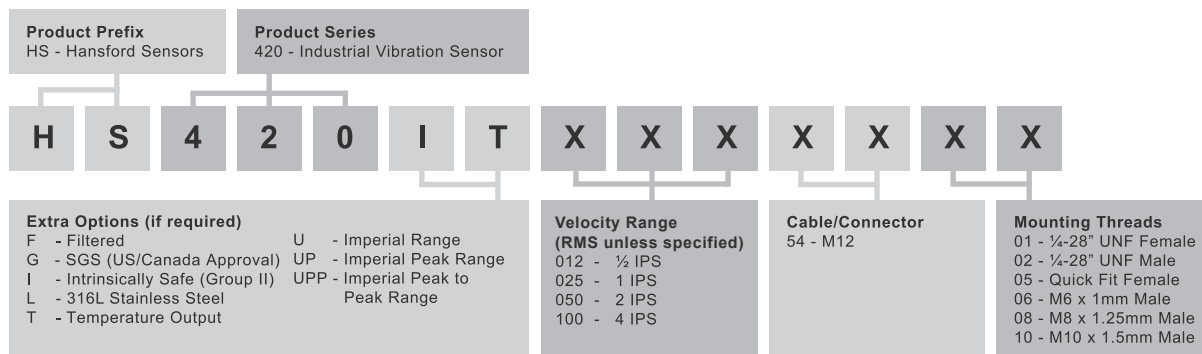 Product Prefix
HS - Hansford Sensors
Product Series
420 - Industrial Vibration Sensor
H S 4 2 0 I T X X X X X X X
Extra Options (if required)
F - Filtered
G - SGS (US/Canada Approval)
I - Intrinsically Safe (Group II)
L - 316L Stainless Steel
T - Temperature Output
U - Imperial Range
UP - Imperial Peak Range
UPP - Imperial Peak to
Peak Range
Velocity Range
(RMS unless specified)
012 - ½ IPS
025 - 1 IPS
050 - 2 IPS
100 - 4 IPS
Cable/Connector
54 - M12
Mounting Threads
01 - ¼-28” UNF Female
02 - ¼-28” UNF Male
05 - Quick Fit Female
06 - M6 x 1mm Male
08 - M8 x 1.25mm Male
10 - M10 x 1.5mm Male